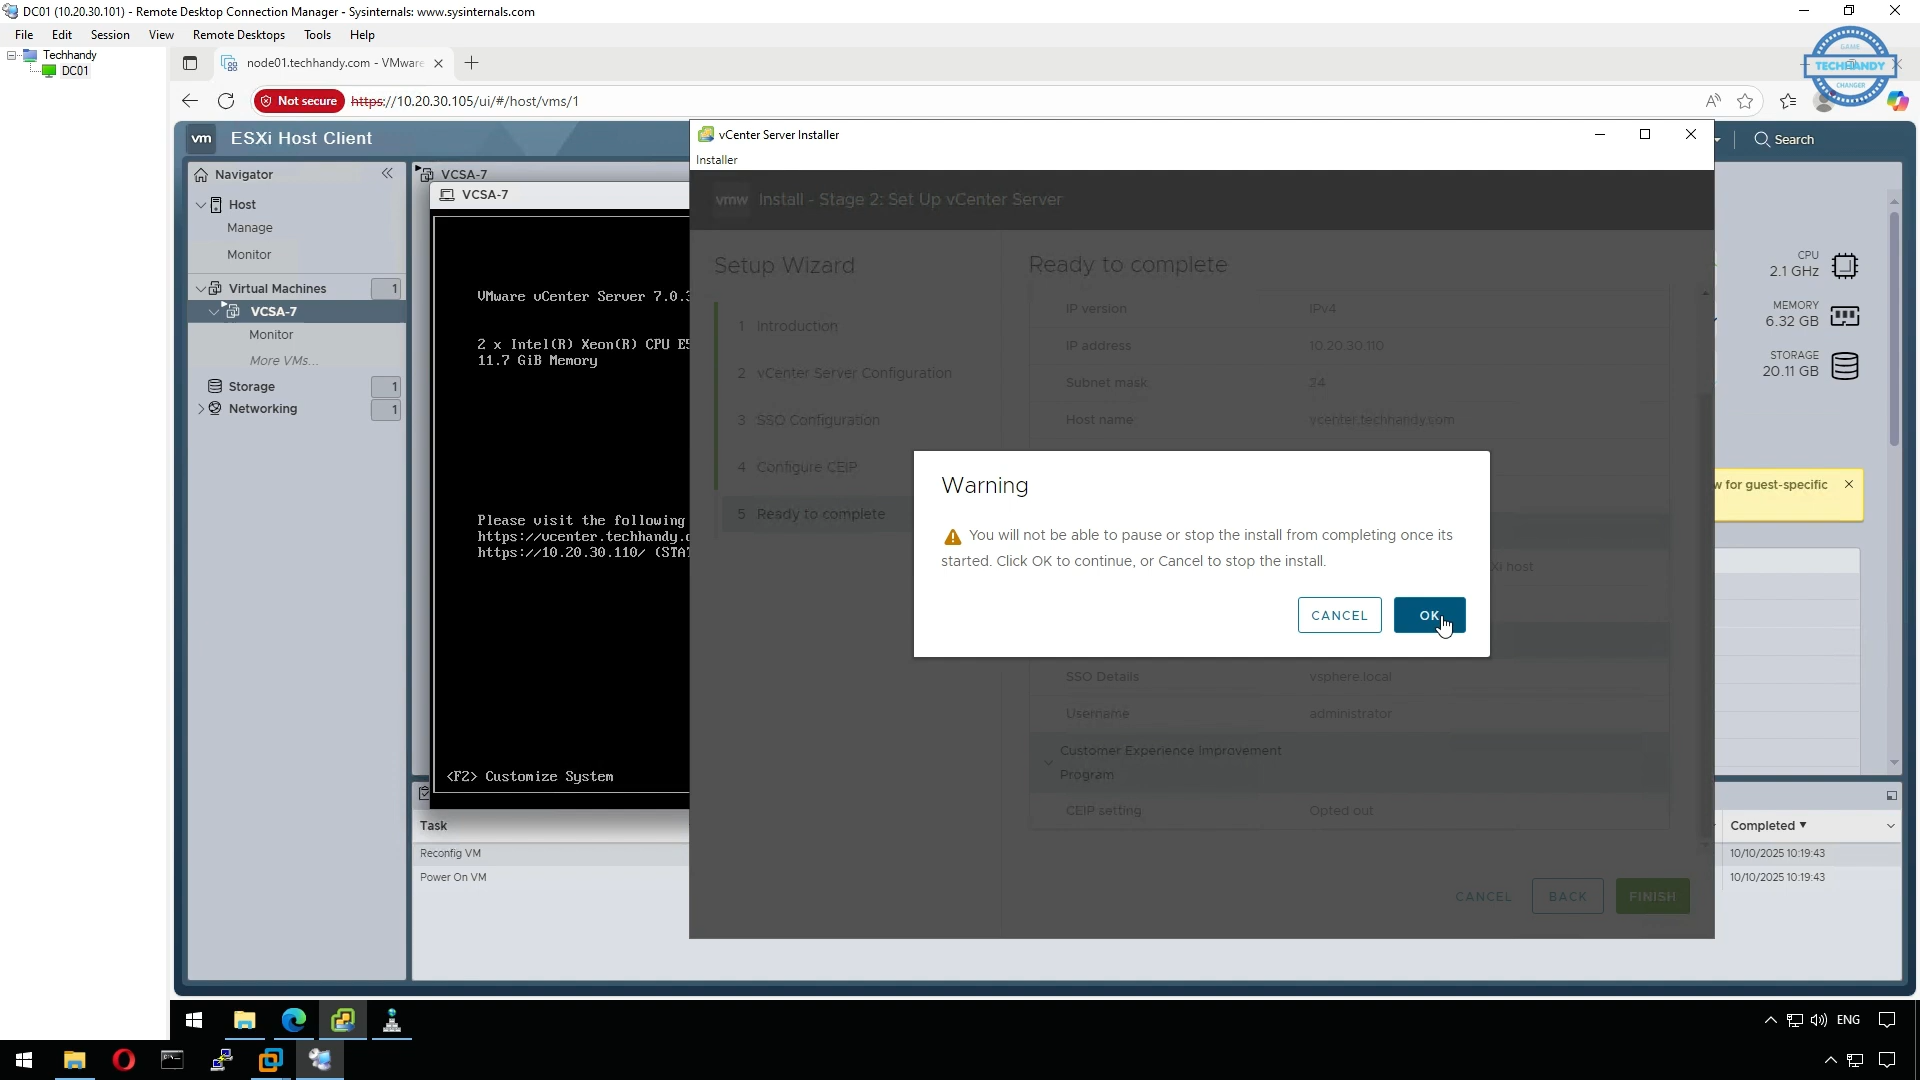 DC01 (10.20.30.101) - Remote Desktop Connection Manager - Sysinternals: www.sysinternals.com
File Edit Session View Remote Desktops Tools Help
Techhandy
DC01
node01.techhandy.com - VMware
GAME
TECHHANDY
CHANGER
Not secure
https://10.20.30.105/ui/#/host/vms/1
vm ESXi Host Client
Search
Navigator
Host
Manage
Monitor
Virtual Machines 1
VCSA-7
Monitor
More VMs...
Storage 1
Networking 1
VCSA-7
VCSA-7
VMware vCenter Server 7.0.3
2 x Intel(R) Xeon(R) CPU E5
11.7 GiB Memory
Please visit the following
https://vcenter.techhandy.
https://10.20.30.110/ (STAT
<F2> Customize System
vCenter Server Installer
Installer
vmw Install - Stage 2: Set Up vCenter Server
Setup Wizard
1 Introduction
2 vCenter Server Configuration
3 SSO Configuration
4 Configure CEIP
5 Ready to complete
Ready to complete
IP version IPv4
IP address 10.20.30.110
Subnet mask 24
Host name vcenter.techhandy.com
Warning
You will not be able to pause or stop the install from completing once its
started. Click OK to continue, or Cancel to stop the install.
CANCEL OK
host
SSO Details vsphere.local
Username administrator
Customer Experience Improvement
Program
CEIP setting Opted out
CANCEL BACK FINISH
CPU
2.1 GHz
MEMORY
6.32 GB
STORAGE
20.11 GB
for guest-specific
Task
Reconfig VM
Power On VM
Completed
10/10/2025 10:19:43
10/10/2025 10:19:43
ENG